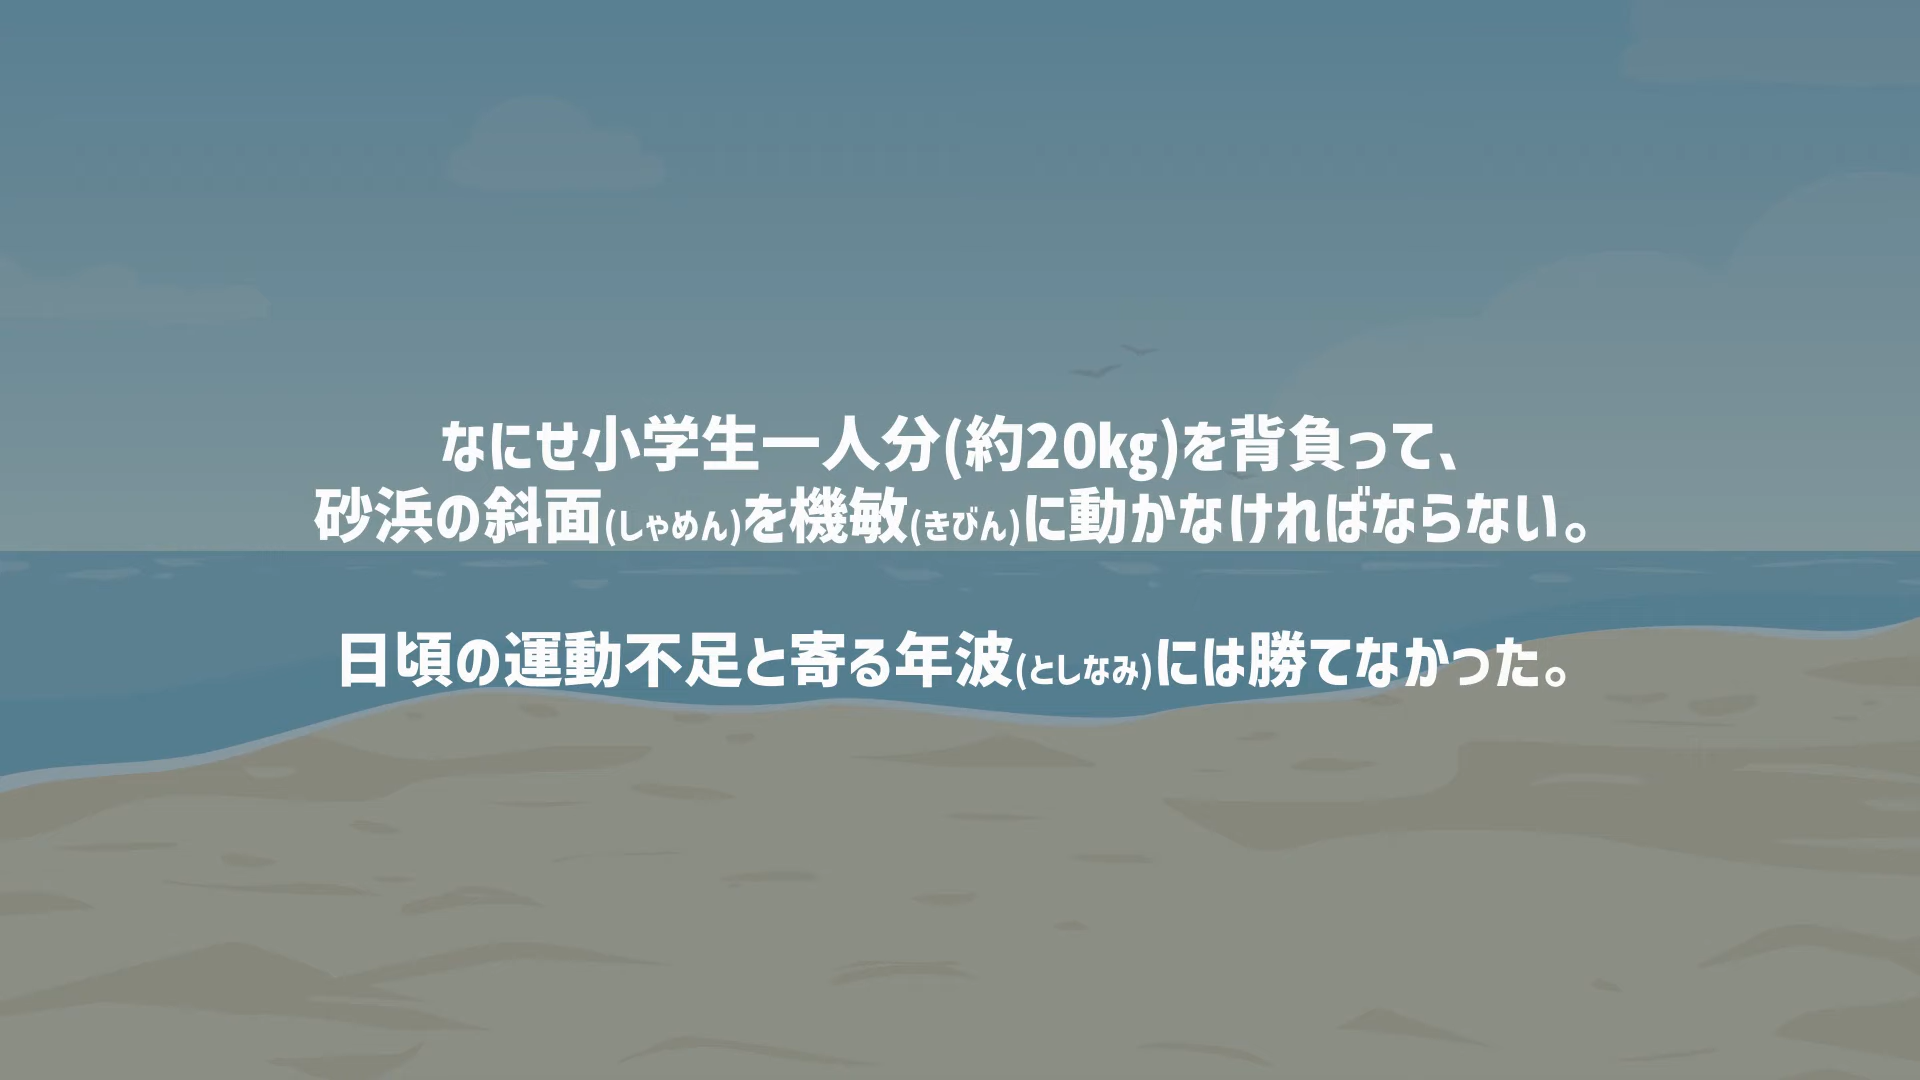 なにせ小学生一人分(約20kg)を背負って、
砂浜の斜面(しゃめん)を機敏(きびん)に動かなければならない。
日頃の運動不足と寄る年波(としなみ)には勝てなかった。